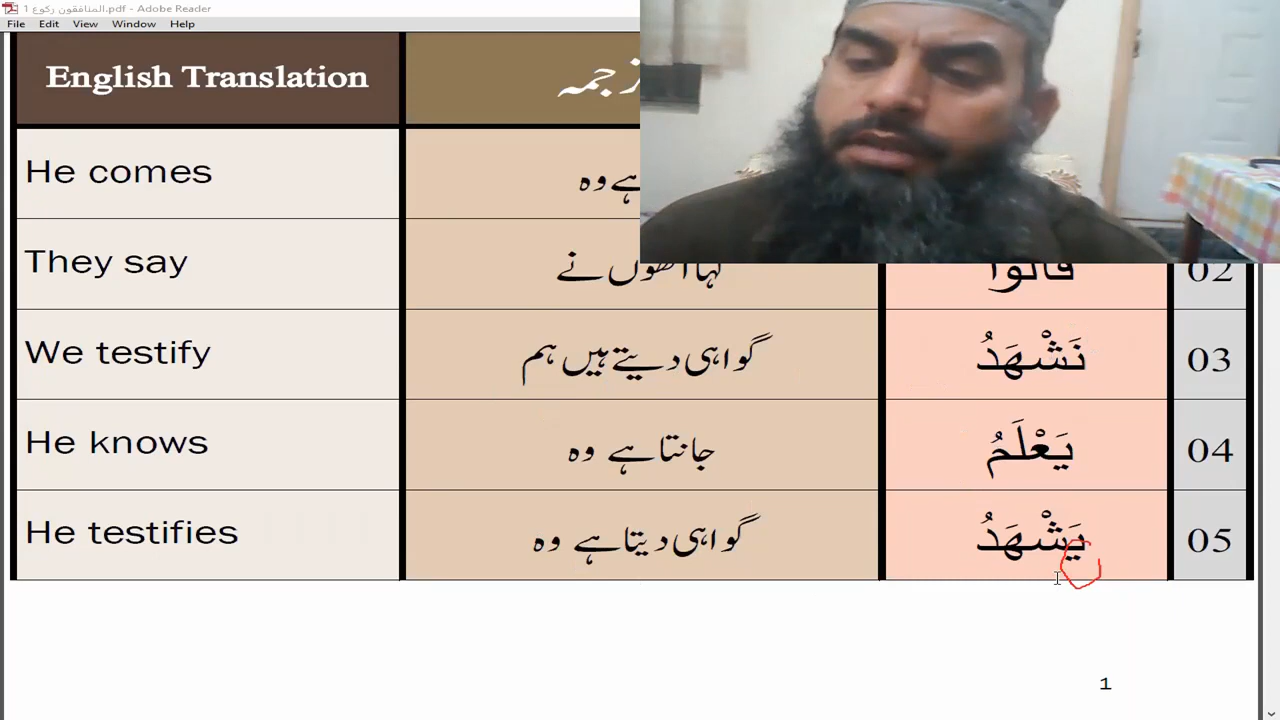 المنافقون رکوع 1.pdf - Adobe Reader
File Edit View Window Help
English Translation
He comes
ہے وہ
They say
کہا انھوں نے
قَالُوا
02
We testify
گواہی دیتے ہیں ہم
نَشْهَدُ
03
He knows
جانتا ہے وہ
يَعْلَمُ
04
He testifies
گواہی دیتا ہے وہ
يَشْهَدُ
05
1